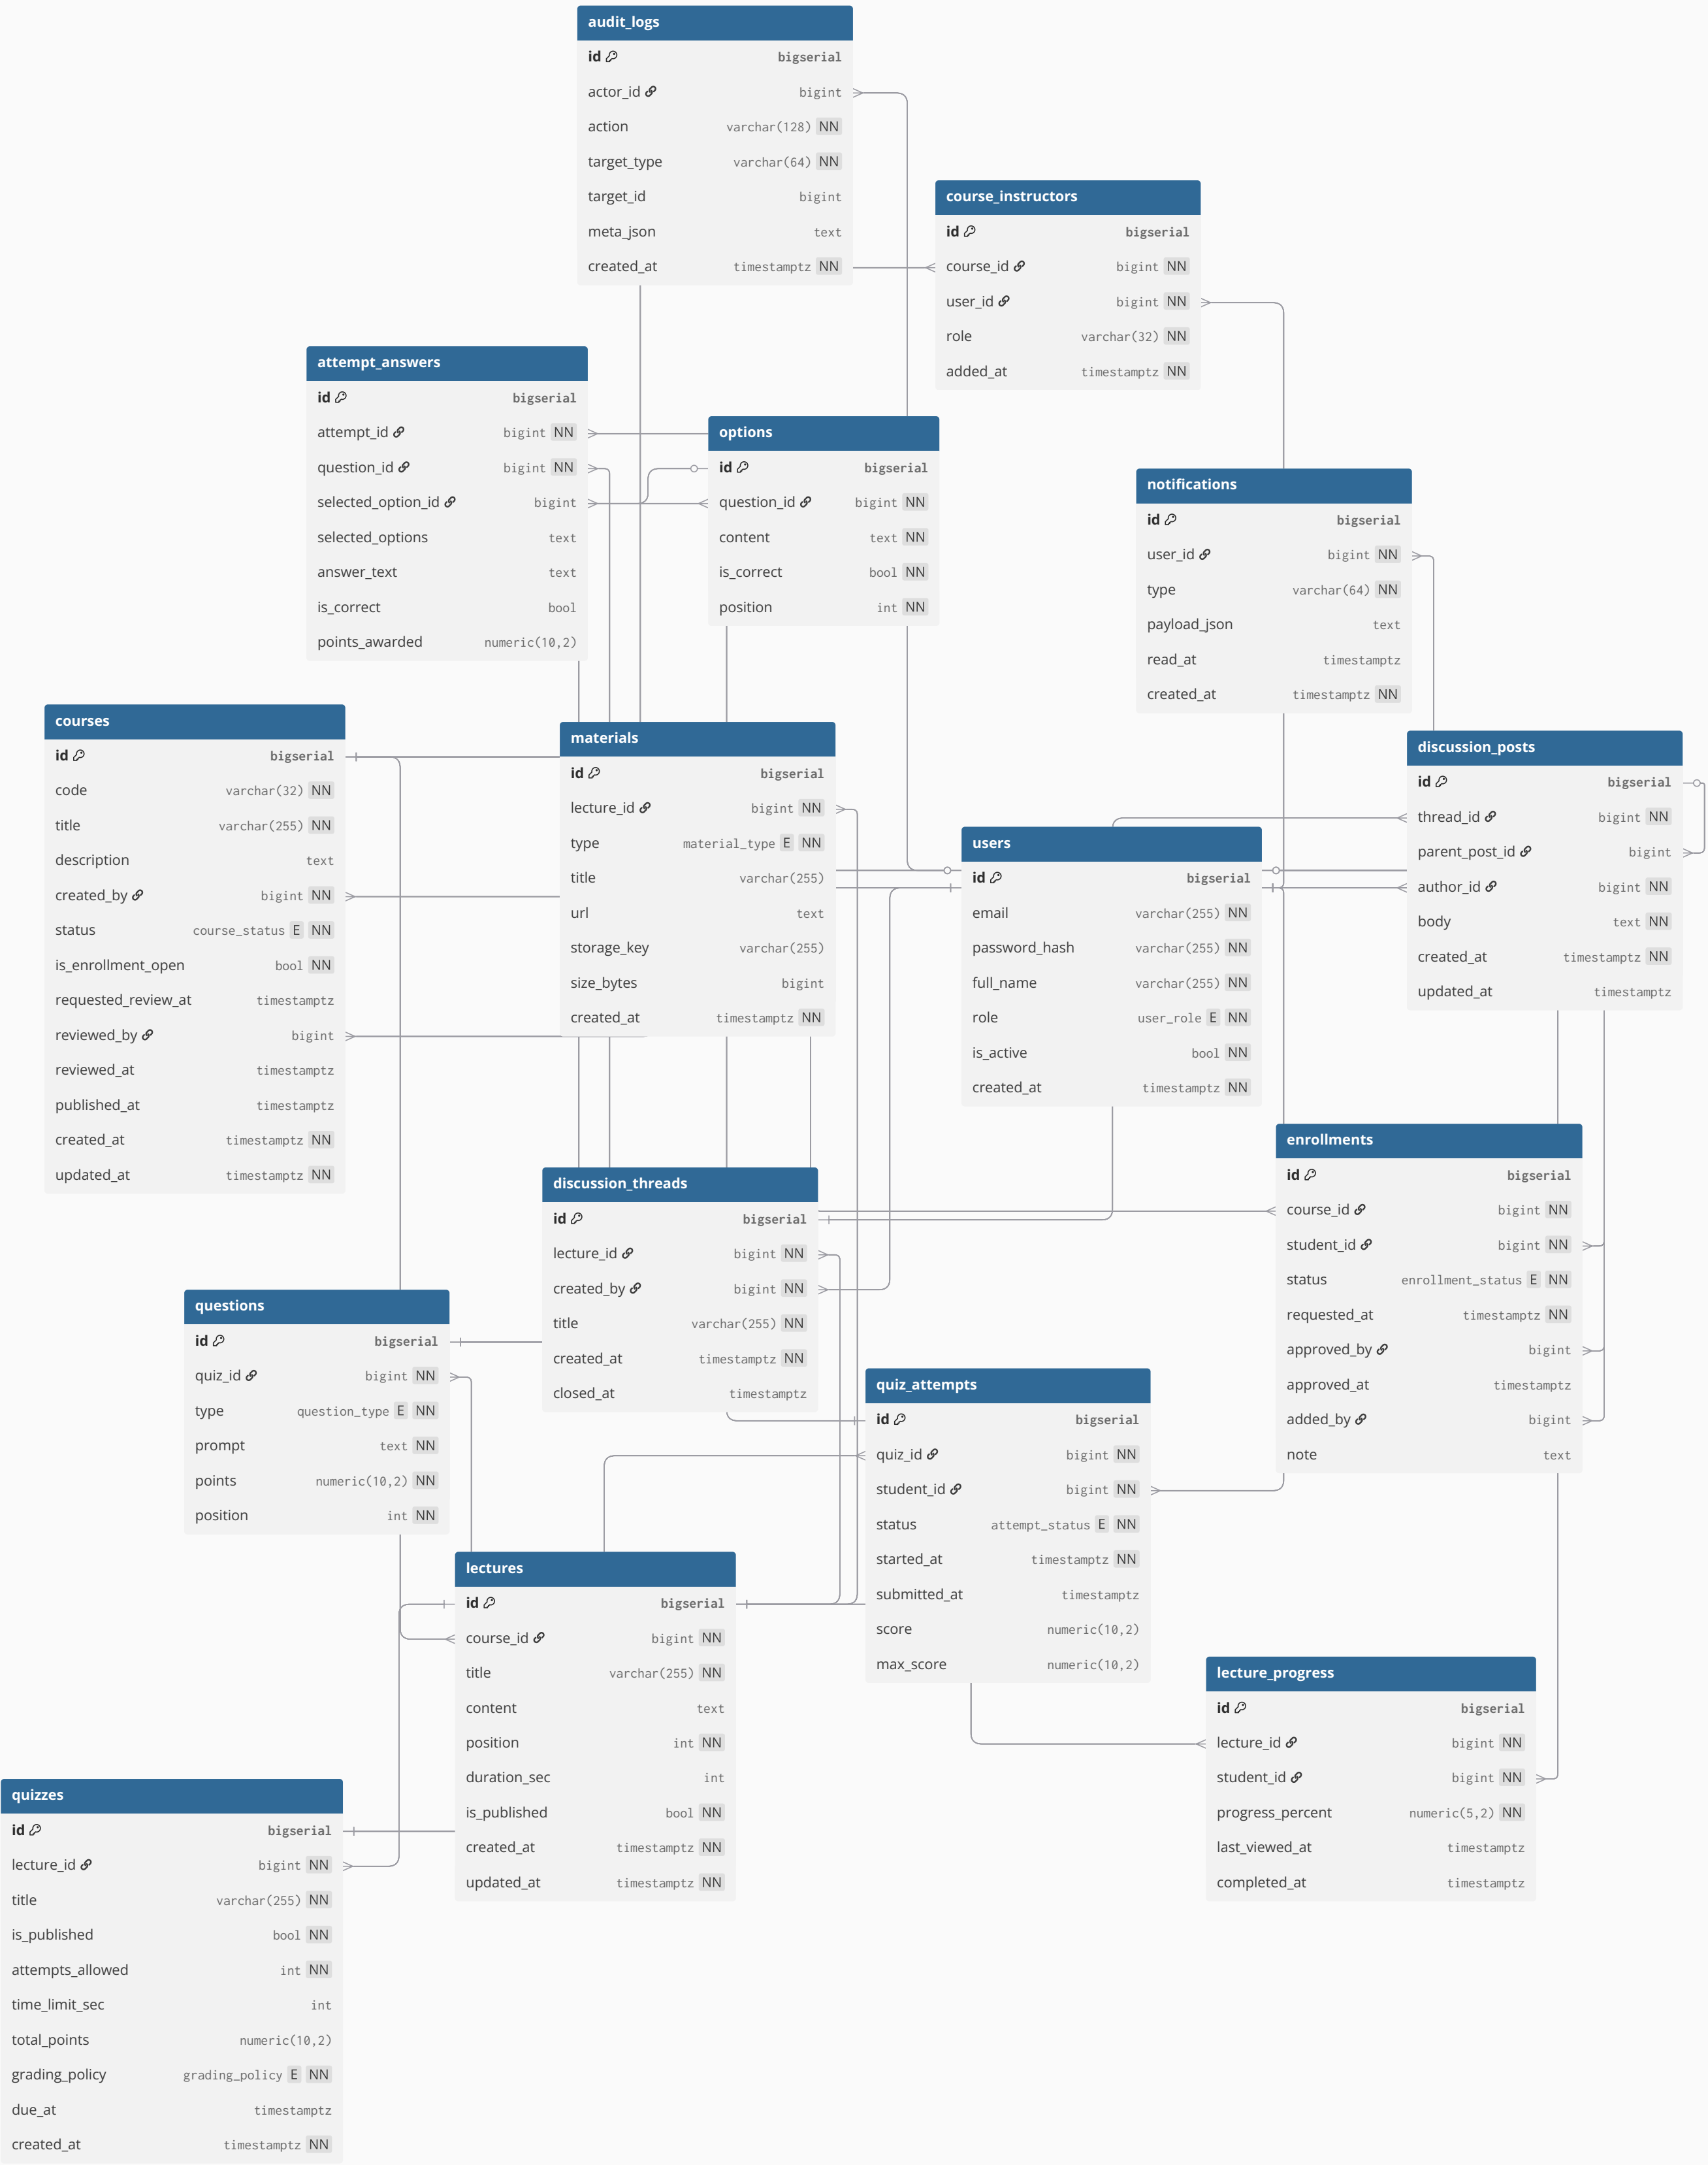 audit_logs
id bigserial
actor_id bigint
action varchar(128) NN
target_type varchar(64) NN
target_id bigint
meta_json text
created_at timestamptz NN
course_instructors
id bigserial
course_id bigint NN
user_id bigint NN
role varchar(32) NN
added_at timestamptz NN
attempt_answers
id bigserial
attempt_id bigint NN
question_id bigint NN
selected_option_id bigint
selected_options text
answer_text text
is_correct bool
points_awarded numeric(10,2)
options
id bigserial
question_id bigint NN
content text NN
is_correct bool NN
position int NN
notifications
id bigserial
user_id bigint NN
type varchar(64) NN
payload_json text
read_at timestamptz
created_at timestamptz NN
courses
id bigserial
code varchar(32) NN
title varchar(255) NN
description text
created_by bigint NN
status course_status E NN
is_enrollment_open bool NN
requested_review_at timestamptz
reviewed_by bigint
reviewed_at timestamptz
published_at timestamptz
created_at timestamptz NN
updated_at timestamptz NN
materials
id bigserial
lecture_id bigint NN
type material_type E NN
title varchar(255)
url text
storage_key varchar(255)
size_bytes bigint
created_at timestamptz NN
discussion_posts
id bigserial
thread_id bigint NN
parent_post_id bigint
author_id bigint NN
body text NN
created_at timestamptz NN
updated_at timestamptz
users
id bigserial
email varchar(255) NN
password_hash varchar(255) NN
full_name varchar(255) NN
role user_role E NN
is_active bool NN
created_at timestamptz NN
enrollments
id bigserial
course_id bigint NN
student_id bigint NN
status enrollment_status E NN
requested_at timestamptz NN
approved_by bigint
approved_at timestamptz
added_by bigint
note text
discussion_threads
id bigserial
lecture_id bigint NN
created_by bigint NN
title varchar(255) NN
created_at timestamptz NN
closed_at timestamptz
questions
id bigserial
quiz_id bigint NN
type question_type E NN
prompt text NN
points numeric(10,2) NN
position int NN
quiz_attempts
id bigserial
quiz_id bigint NN
student_id bigint NN
status attempt_status E NN
started_at timestamptz NN
submitted_at timestamptz
score numeric(10,2)
max_score numeric(10,2)
lectures
id bigserial
course_id bigint NN
title varchar(255) NN
content text
position int NN
duration_sec int
is_published bool NN
created_at timestamptz NN
updated_at timestamptz NN
lecture_progress
id bigserial
lecture_id bigint NN
student_id bigint NN
progress_percent numeric(5,2) NN
last_viewed_at timestamptz
completed_at timestamptz
quizzes
id bigserial
lecture_id bigint NN
title varchar(255) NN
is_published bool NN
attempts_allowed int NN
time_limit_sec int
total_points numeric(10,2)
grading_policy grading_policy E NN
due_at timestamptz
created_at timestamptz NN